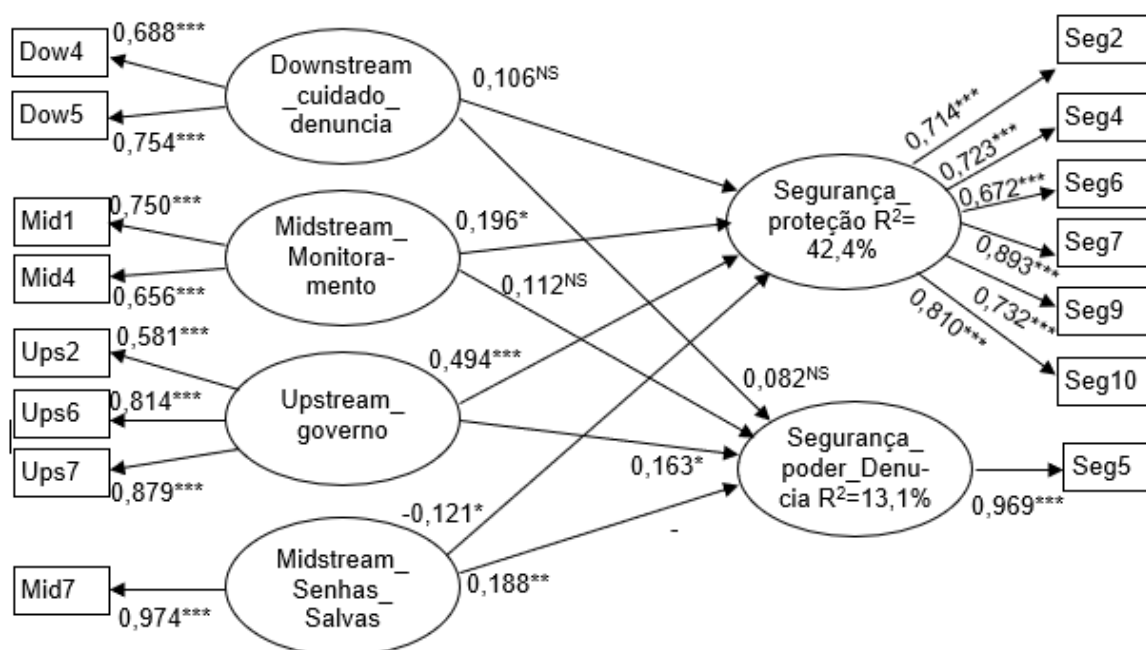 Dow4
0,688***
Dow5
0,754***
Downstream
_cuidado_
denuncia
0,106NS
Mid1
0,750***
Mid4
0,656***
Midstream_
Monitora-
mento
0,196*
0,112NS
Ups2
0,581***
Ups6
0,814***
Ups7
0,879***
Upstream_
governo
0,494***
0,163*
Mid7
0,974***
Midstream_
Senhas_
Salvas
-0,121*
0,188**
-
0,082NS
Segurança_
proteção R²=
42,4%
0,714***
Seg2
0,723***
Seg4
0,672***
Seg6
0,893***
Seg7
0,732***
Seg9
0,810***
Seg10
Segurança_
poder_Denu-
cia R²=13,1%
0,969***
Seg5